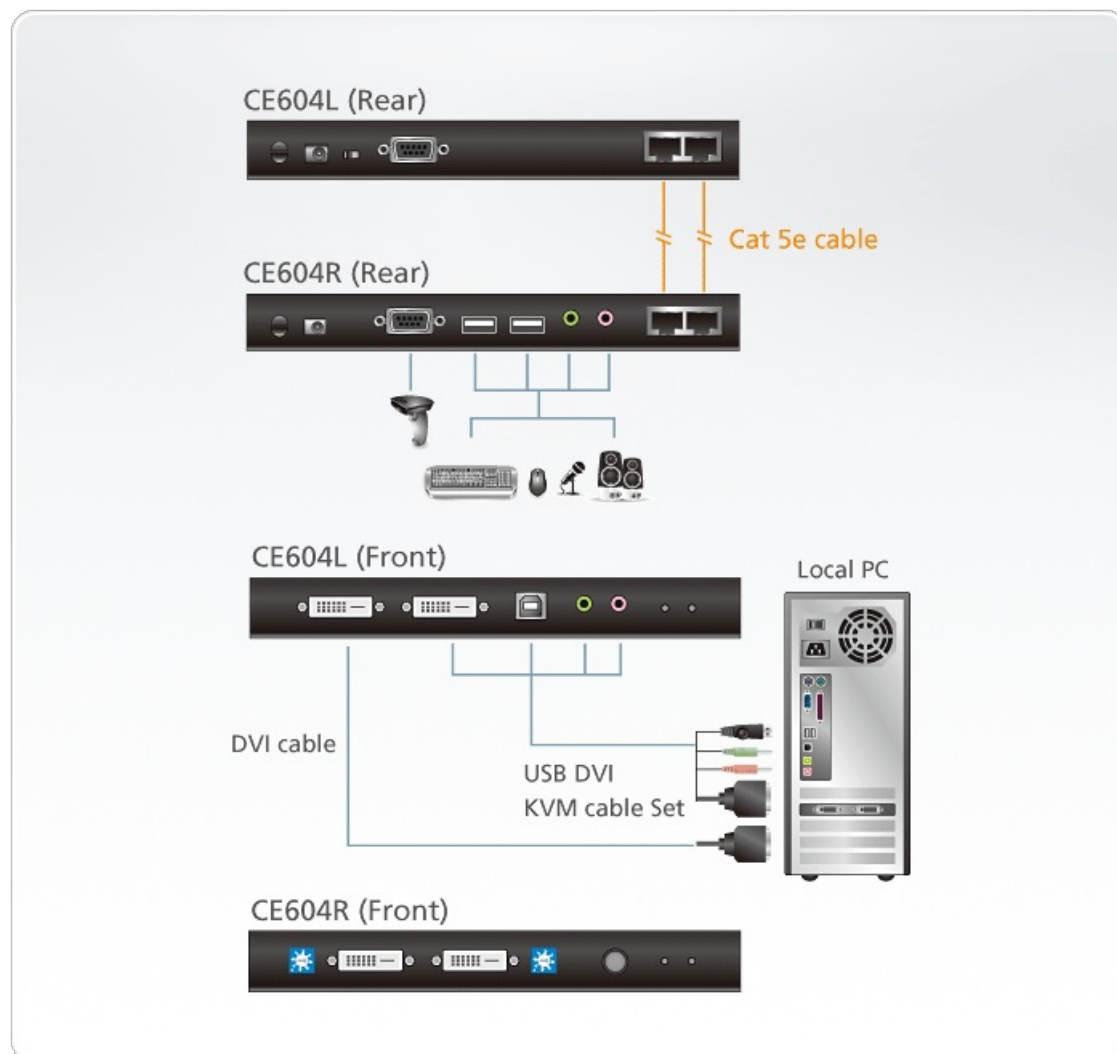 CE604L (Rear)
Cat 5e cable
CE604R (Rear)
CE604L (Front)
Local PC
DVI cable
USB DVI
KVM cable Set
CE604R (Front)